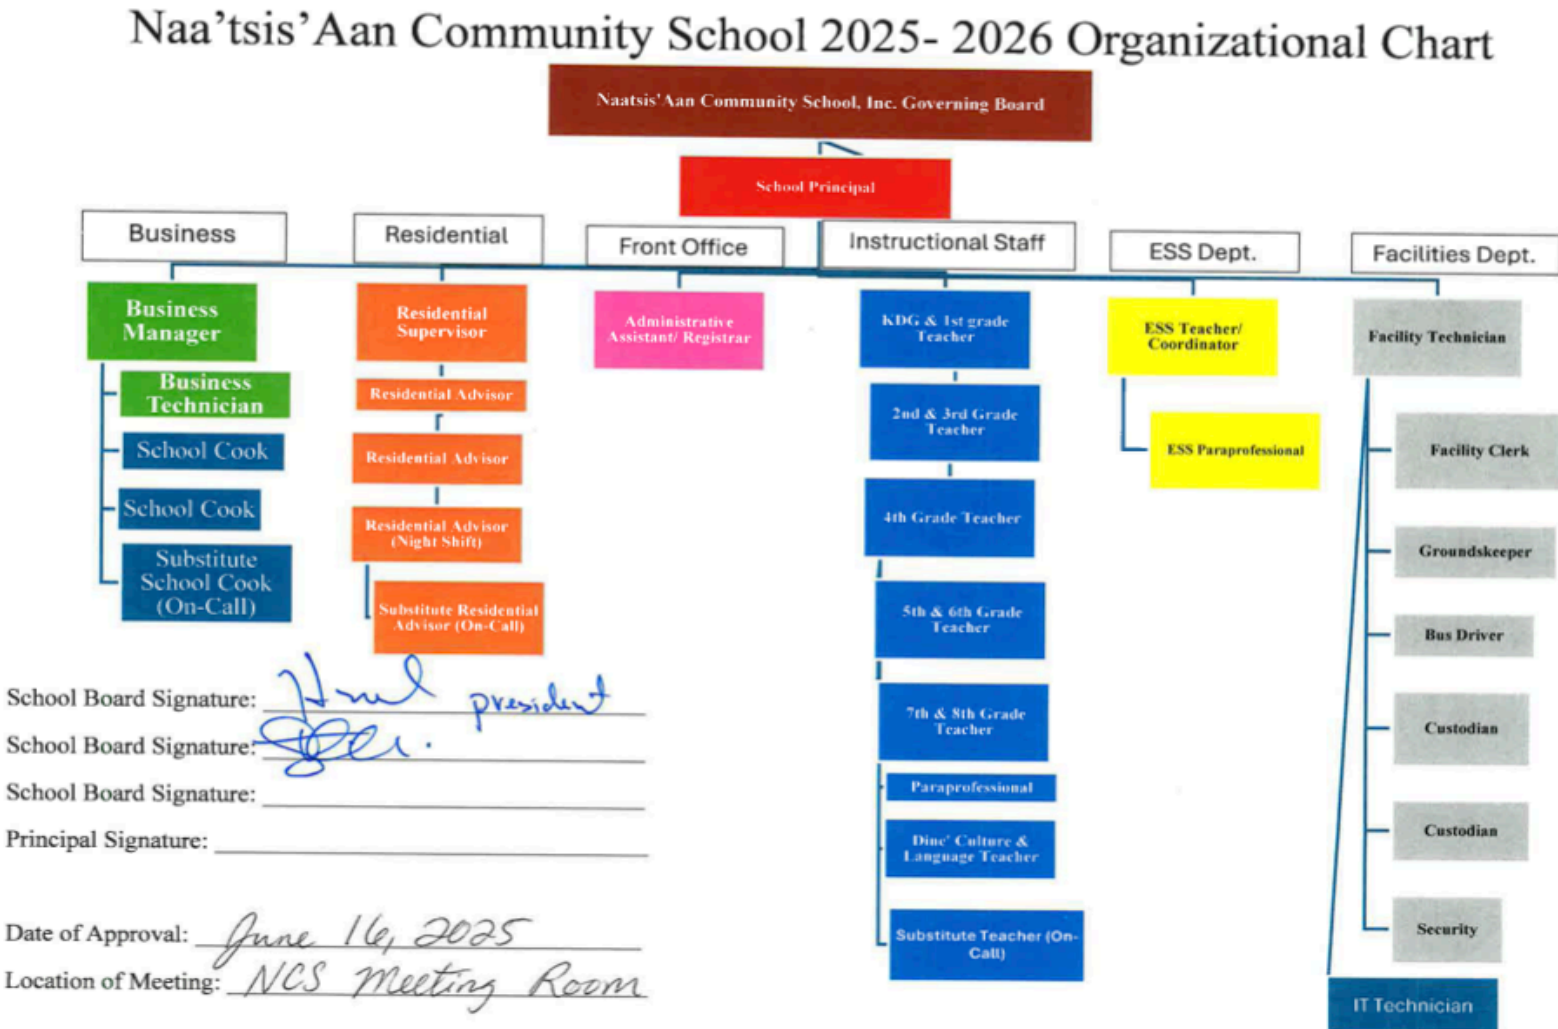 Naa’tsis’Aan Community School 2025- 2026 Organizational Chart
Naatsis’Aan Community School, Inc. Governing Board
School Principal
Business
Residential
Front Office
Instructional Staff
ESS Dept.
Facilities Dept.
Business
Manager
Business
Technician
School Cook
School Cook
Substitute
School Cook
(On-Call)
Residential
Supervisor
Residential Advisor
Residential Advisor
Residential Advisor
(Night Shift)
Substitute Residential
Advisor (On-Call)
Administrative
Assistant/ Registrar
KDG & 1st grade
Teacher
2nd & 3rd Grade
Teacher
4th Grade Teacher
5th & 6th Grade
Teacher
7th & 8th Grade
Teacher
Paraprofessional
Dine’ Culture &
Language Teacher
Substitute Teacher (On-
Call)
ESS Teacher/
Coordinator
ESS Paraprofessional
Facility Technician
Facility Clerk
Groundskeeper
Bus Driver
Custodian
Custodian
Security
IT Technician
School Board Signature: president
School Board Signature:
School Board Signature:
Principal Signature:
Date of Approval: June 16, 2025
Location of Meeting: NCS Meeting Room